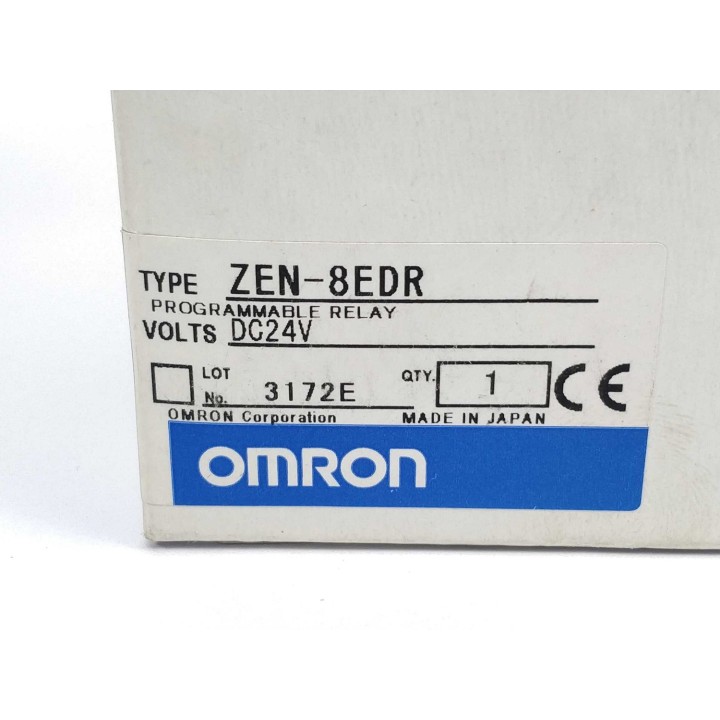 TYPE ZEN-8EDR
PROGRAMMABLE RELAY
VOLTS DC24V
LOT No. 3172E QTY. 1 CE
OMRON Corporation MADE IN JAPAN
OMRON